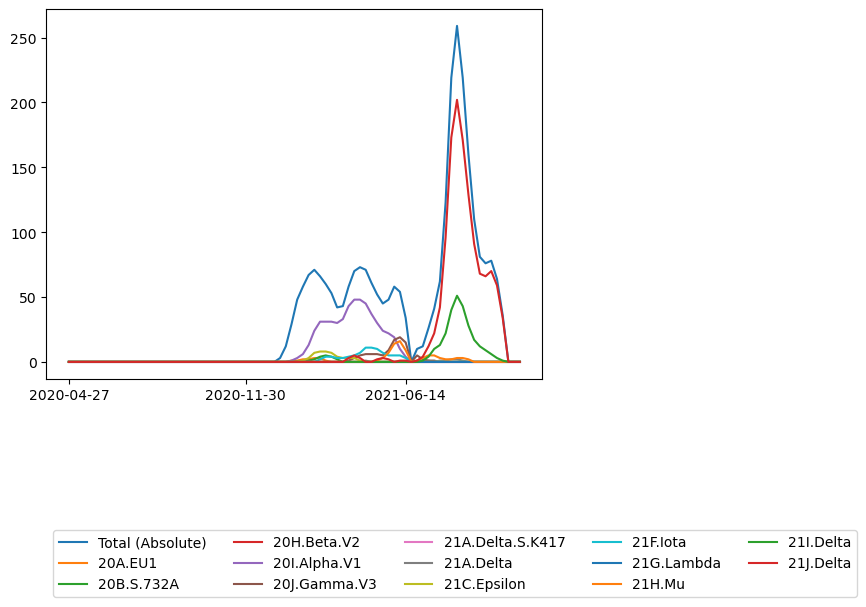 250
200
150
100
50
0
2020-04-27 2020-11-30 2021-06-14
Total (Absolute) 20H.Beta.V2 21A.Delta.S.K417 21F.Iota 21I.Delta
20A.EU1 20I.Alpha.V1 21A.Delta 21G.Lambda 21J.Delta
20B.S.732A 20J.Gamma.V3 21C.Epsilon 21H.Mu